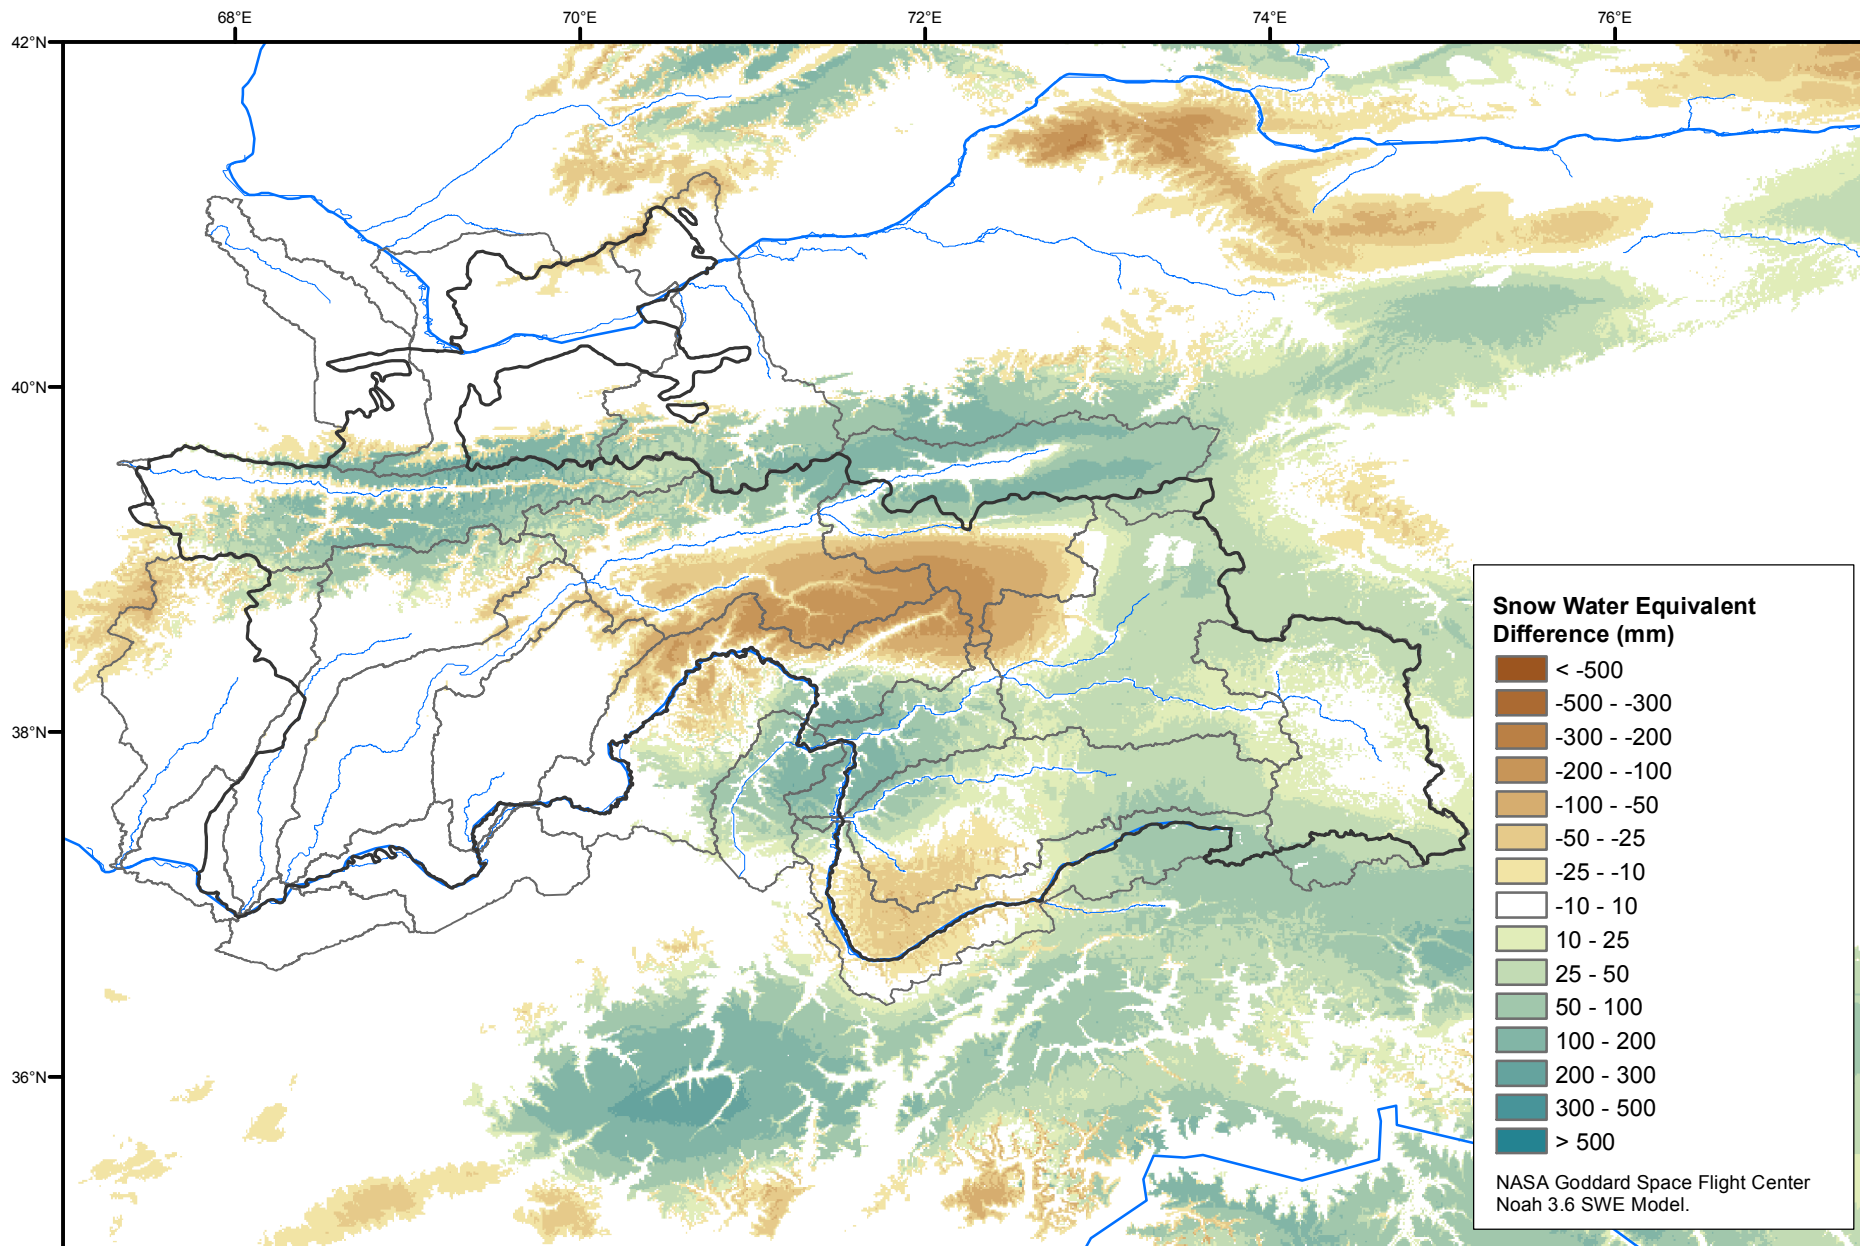 68°E
70°E
72°E
74°E
76°E
42°N
40°N
38°N
36°N
Snow Water Equivalent
Difference (mm)
< -500
-500 - -300
-300 - -200
-200 - -100
-100 - -50
-50 - -25
-25 - -10
-10 - 10
10 - 25
25 - 50
50 - 100
100 - 200
200 - 300
300 - 500
> 500
NASA Goddard Space Flight Center
Noah 3.6 SWE Model.